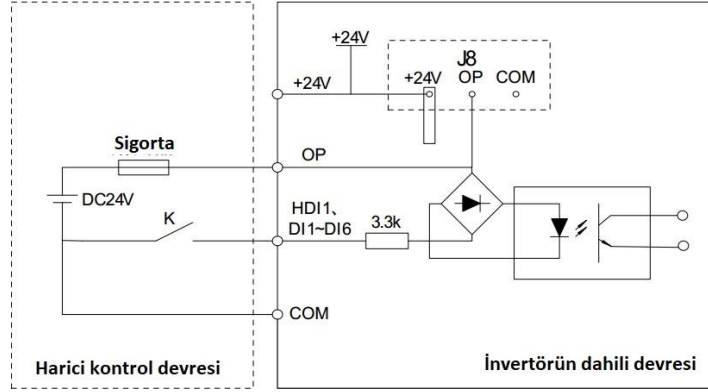 +24V
J8
+24V
OP
COM
+24V
Sigorta
OP
DC24V
K
HDI1、
DI1~DI6
3.3k
COM
Harici kontrol devresi
İnvertörün dahili devresi